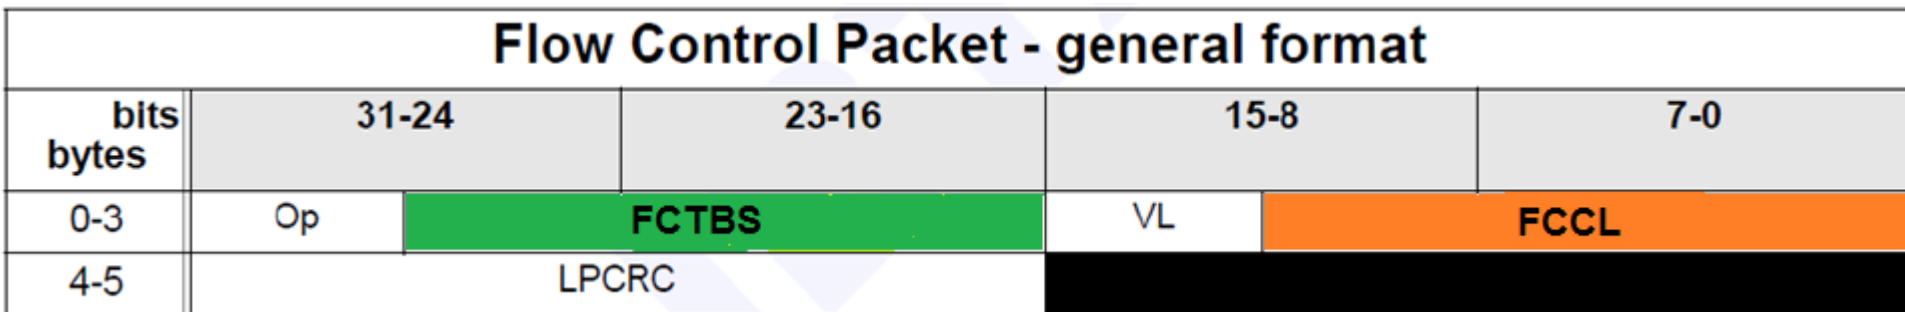 Flow Control Packet - general format
bits 31-24 23-16 15-8 7-0
bytes
0-3 Op FCTBS VL FCCL
4-5 LPCRC